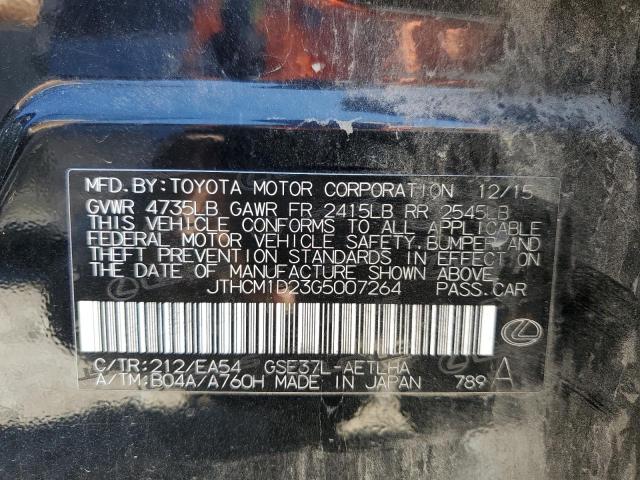 MFD.BY:TOYOTA MOTOR CORPORATION 12/15
GVWR 4735LB GAWR FR 2415LB RR 2545LB
THIS VEHICLE CONFORMS TO ALL APPLICABLE
FEDERAL MOTOR VEHICLE SAFETY,BUMPER,AND
THEFT PREVENTION STANDARDS IN EFFECT ON
THE DATE OF MANUFACTURE SHOWN ABOVE.
JTHCM1D23G5007264 PASS.CAR
C/TR:212/EA54 GSE37L-AETLHA
A/TM:B04A/A760H MADE IN JAPAN 789 A